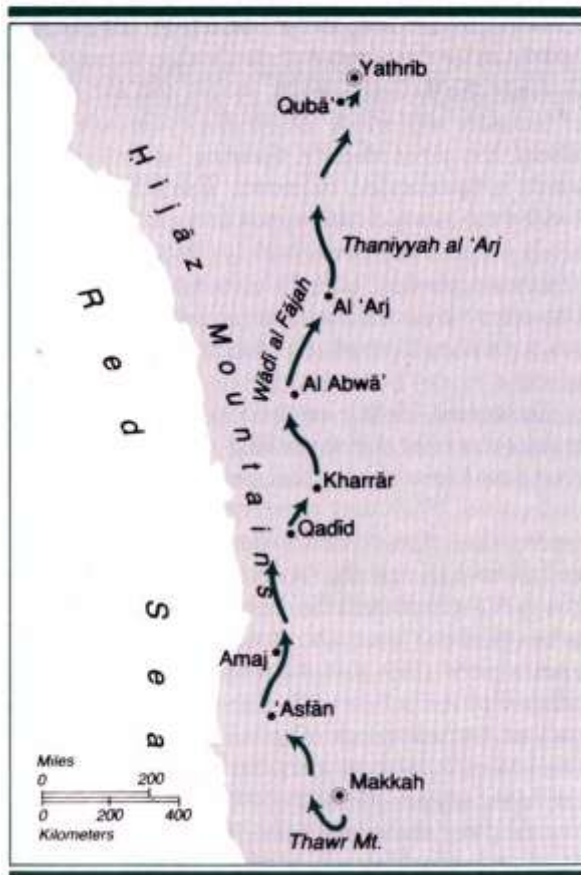 Yathrib
Qubā’
Ḥijāz Mountains
Thaniyyah al ‘Arj
Al ‘Arj
Wādī al Fājah
Red Sea
Al Abwā’
Kharrār
Qadīd
Amaj
‘Asfān
Miles
0 200
0 200 400
Kilometers
Makkah
Thawr Mt.